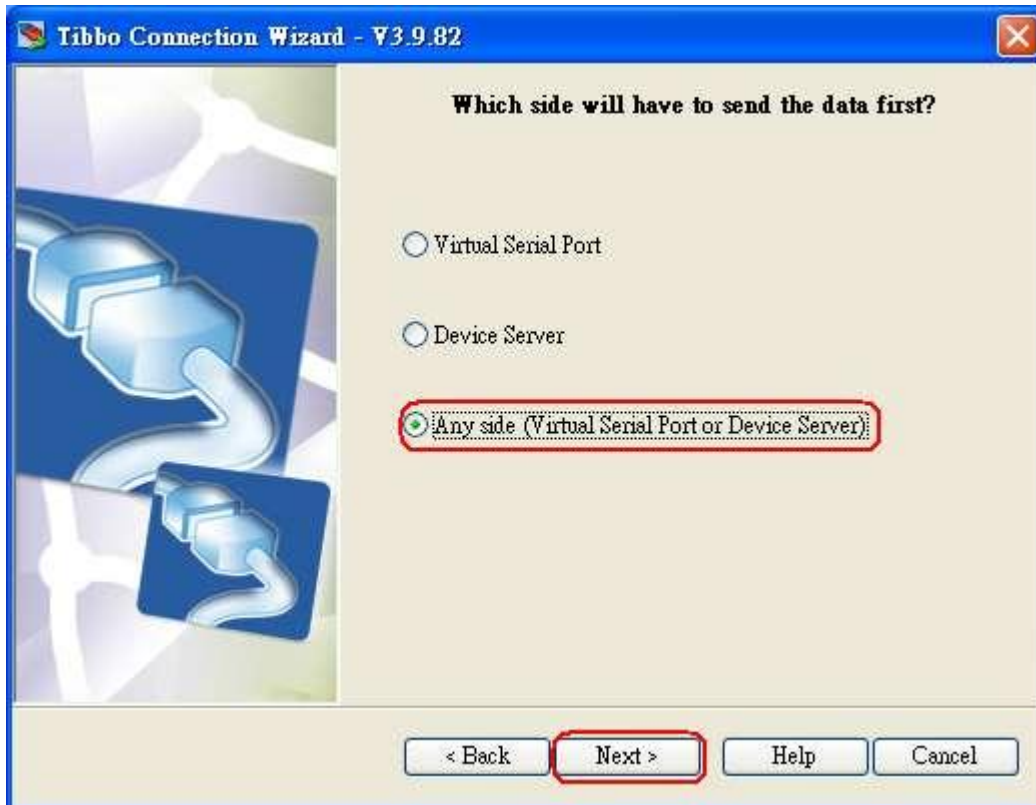 Tibbo Connection Wizard - V3.9.82
Which side will have to send the data first?
Virtual Serial Port
Device Server
Any side (Virtual Serial Port or Device Server)
< Back Next > Help Cancel